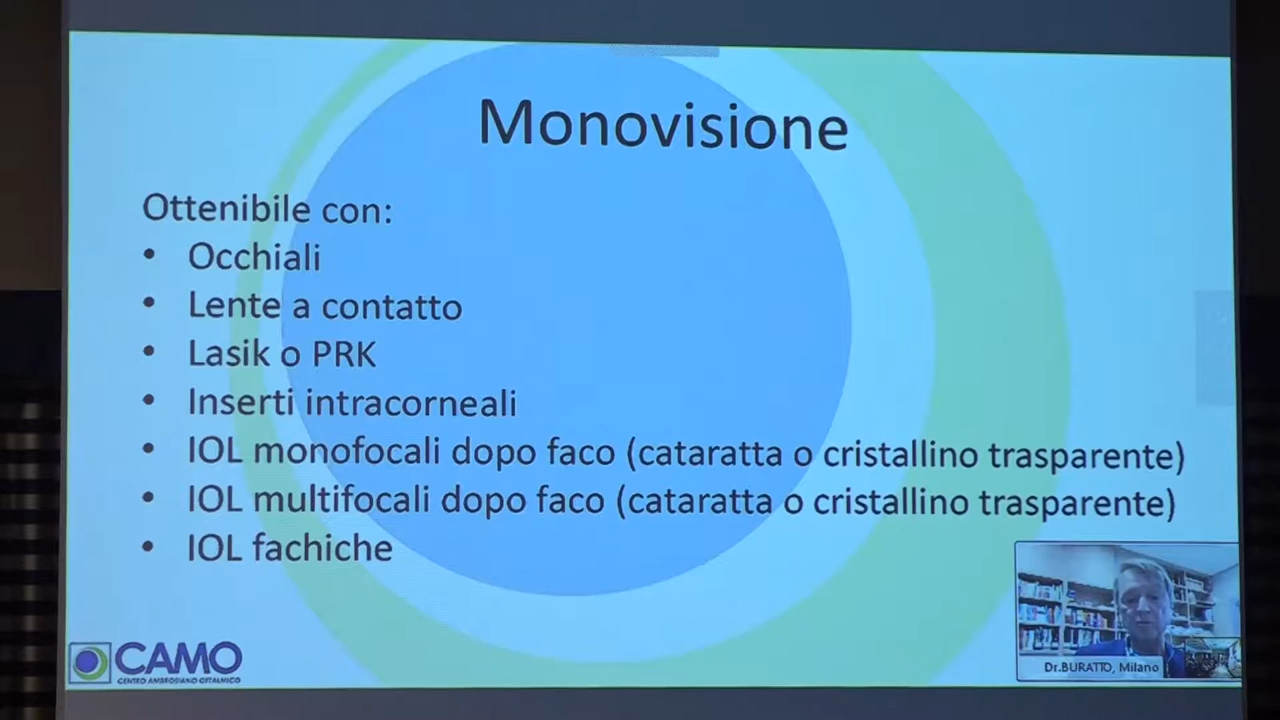 Monovisione
Ottenibile con:
• Occhiali
• Lente a contatto
• Lasik o PRK
• Inserti intracorneali
• IOL monofocali dopo faco (cataratta o cristallino trasparente)
• IOL multifocali dopo faco (cataratta o cristallino trasparente)
• IOL fachiche
CAMO
CENTRO AMBROSIANO OFTALMICO
Dr.BURATTO, Milano